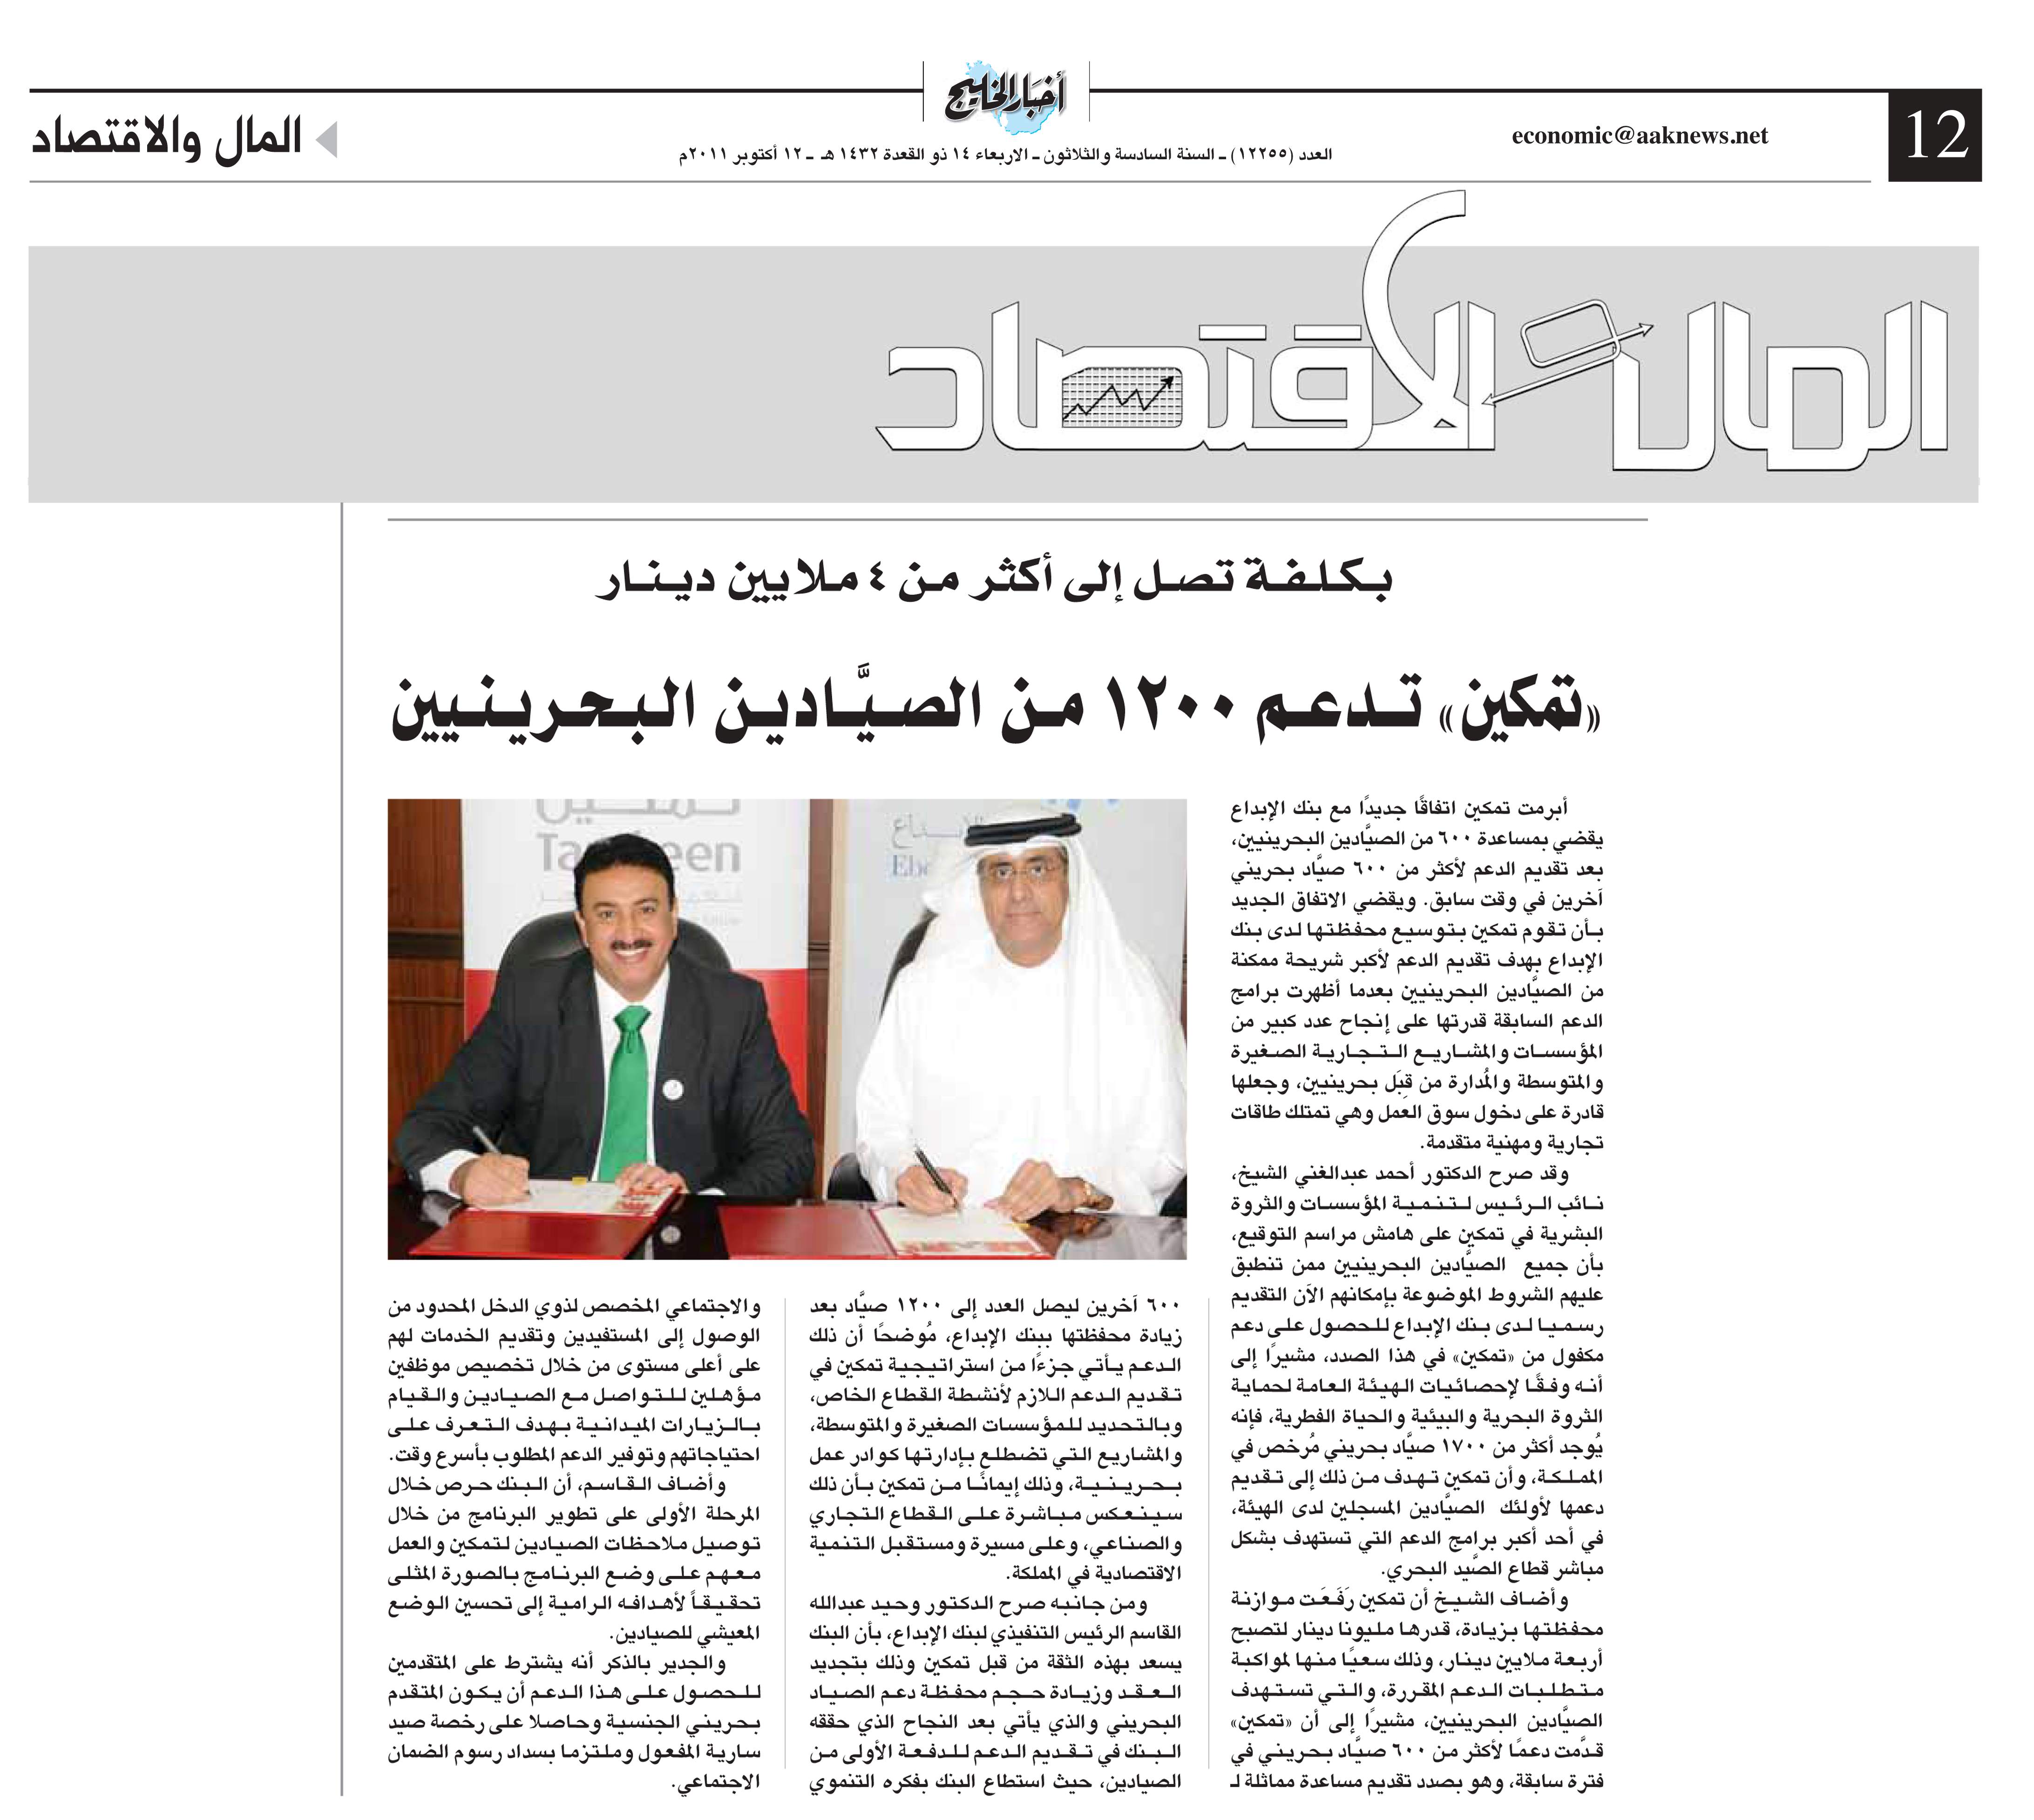 12
economic@aaknews.net
أخبار الخليج
العدد (١٢٢٥٥) ـ السنة السادسة والثلاثون ـ الاربعاء ١٤ ذو القعدة ١٤٣٢ هـ ـ ١٢ أكتوبر ٢٠١١م
المال والاقتصاد
المال والاقتصاد
بكلفة تصل إلى أكثر من ٤ ملايين دينار
«تمكين» تدعم ١٢٠٠ من الصيَّادين البحرينيين
أبرمت تمكين اتفاقًا جديدًا مع بنك الإبداع
يقضي بمساعدة ٦٠٠ من الصيَّادين البحرينيين،
بعد تقديم الدعم لأكثر من ٦٠٠ صيَّاد بحريني
آخرين في وقت سابق. ويقضي الاتفاق الجديد
بأن تقوم تمكين بتوسيع محفظتها لدى بنك
الإبداع بهدف تقديم الدعم لأكبر شريحة ممكنة
من الصيَّادين البحرينيين بعدما أظهرت برامج
الدعم السابقة قدرتها على إنجاح عدد كبير من
المؤسسات والمشاريع التجارية الصغيرة
والمتوسطة والمُدارة من قِبَل بحرينيين، وجعلها
قادرة على دخول سوق العمل وهي تمتلك طاقات
تجارية ومهنية متقدمة.
وقد صرح الدكتور أحمد عبدالغني الشيخ،
نائب الرئيس لتنمية المؤسسات والثروة
البشرية في تمكين على هامش مراسم التوقيع،
بأن جميع الصيَّادين البحرينيين ممن تنطبق
عليهم الشروط الموضوعة بإمكانهم الآن التقديم
رسميا لدى بنك الإبداع للحصول على دعم
مكفول من «تمكين» في هذا الصدد، مشيرًا إلى
أنه وفقًا لإحصائيات الهيئة العامة لحماية
الثروة البحرية والبيئية والحياة الفطرية، فإنه
يُوجد أكثر من ١٧٠٠ صيَّاد بحريني مُرخص في
المملكة، وأن تمكين تهدف من ذلك إلى تقديم
دعمها لأولئك الصيَّادين المسجلين لدى الهيئة،
في أحد أكبر برامج الدعم التي تستهدف بشكل
مباشر قطاع الصَّيد البحري.
وأضاف الشيخ أن تمكين رَفَعَت موازنة
محفظتها بزيادة، قدرها مليونا دينار لتصبح
أربعة ملايين دينار، وذلك سعيًا منها لمواكبة
متطلبات الدعم المقررة، والتي تستهدف
الصيَّادين البحرينيين، مشيرًا إلى أن «تمكين»
قدَّمت دعمًا لأكثر من ٦٠٠ صيَّاد بحريني في
فترة سابقة، وهو بصدد تقديم مساعدة مماثلة لـ
٦٠٠ آخرين ليصل العدد إلى ١٢٠٠ صيَّاد بعد
زيادة محفظتها ببنك الإبداع، مُوضحًا أن ذلك
الدعم يأتي جزءًا من استراتيجية تمكين في
تقديم الدعم اللازم لأنشطة القطاع الخاص،
وبالتحديد للمؤسسات الصغيرة والمتوسطة،
والمشاريع التي تضطلع بإدارتها كوادر عمل
بحرينية، وذلك إيمانًا من تمكين بأن ذلك
سينعكس مباشرة على القطاع التجاري
والصناعي، وعلى مسيرة ومستقبل التنمية
الاقتصادية في المملكة.
ومن جانبه صرح الدكتور وحيد عبدالله
القاسم الرئيس التنفيذي لبنك الإبداع، بأن البنك
يسعد بهذه الثقة من قبل تمكين وذلك بتجديد
العقد وزيادة حجم محفظة دعم الصياد
البحريني والذي يأتي بعد النجاح الذي حققه
البنك في تقديم الدعم للدفعة الأولى من
الصيادين، حيث استطاع البنك بفكره التنموي
والاجتماعي المخصص لذوي الدخل المحدود من
الوصول إلى المستفيدين وتقديم الخدمات لهم
على أعلى مستوى من خلال تخصيص موظفين
مؤهلين للتواصل مع الصيادين والقيام
بالزيارات الميدانية بهدف التعرف على
احتياجاتهم وتوفير الدعم المطلوب بأسرع وقت.
وأضاف القاسم، أن البنك حرص خلال
المرحلة الأولى على تطوير البرنامج من خلال
توصيل ملاحظات الصيادين لتمكين والعمل
معهم على وضع البرنامج بالصورة المثلى
تحقيقاً لأهدافه الرامية إلى تحسين الوضع
المعيشي للصيادين.
والجدير بالذكر أنه يشترط على المتقدمين
للحصول على هذا الدعم أن يكون المتقدم
بحريني الجنسية وحاصلا على رخصة صيد
سارية المفعول وملتزما بسداد رسوم الضمان
الاجتماعي.